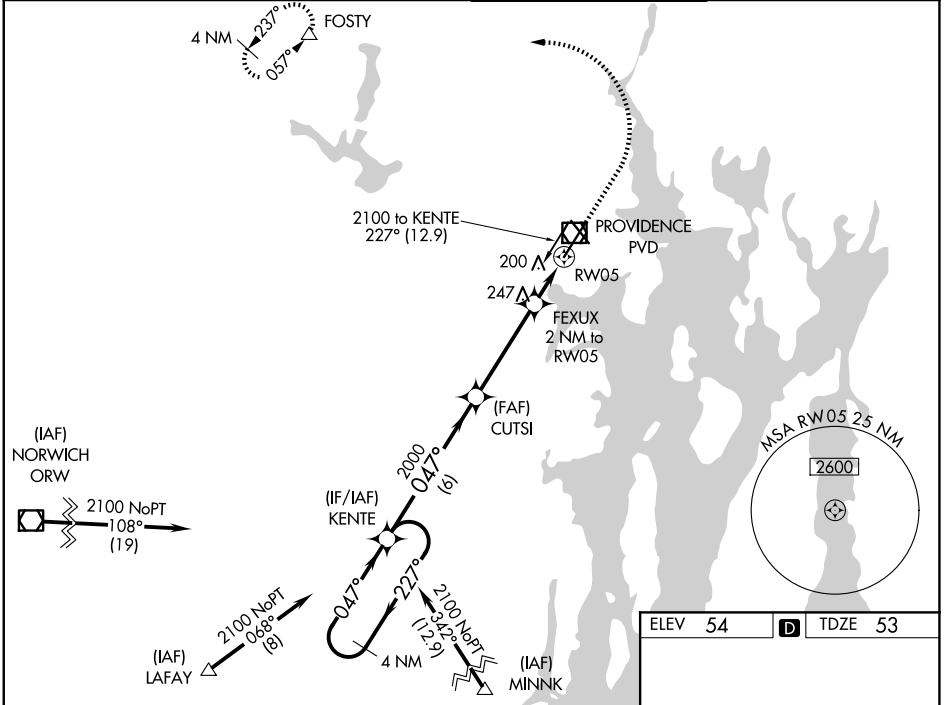 FOSTY
4 NM
237°
057°
2100 to KENTE
227° (12.9)
PROVIDENCE
PVD
200
RW05
247
FEXUX
2 NM to
RW05
(FAF)
CUTSI
MSA RW 05 25 NM
2600
(IAF)
NORWICH
ORW
2100 NoPT
108°
(19)
2000
047°
(6)
(IF/IAF)
KENTE
047°
227°
4 NM
2100 NoPT
068°
(8)
(IAF)
LAFAY
2100 NoPT
342°
(12.9)
(IAF)
MINNK
ELEV 54 D TDZE 53